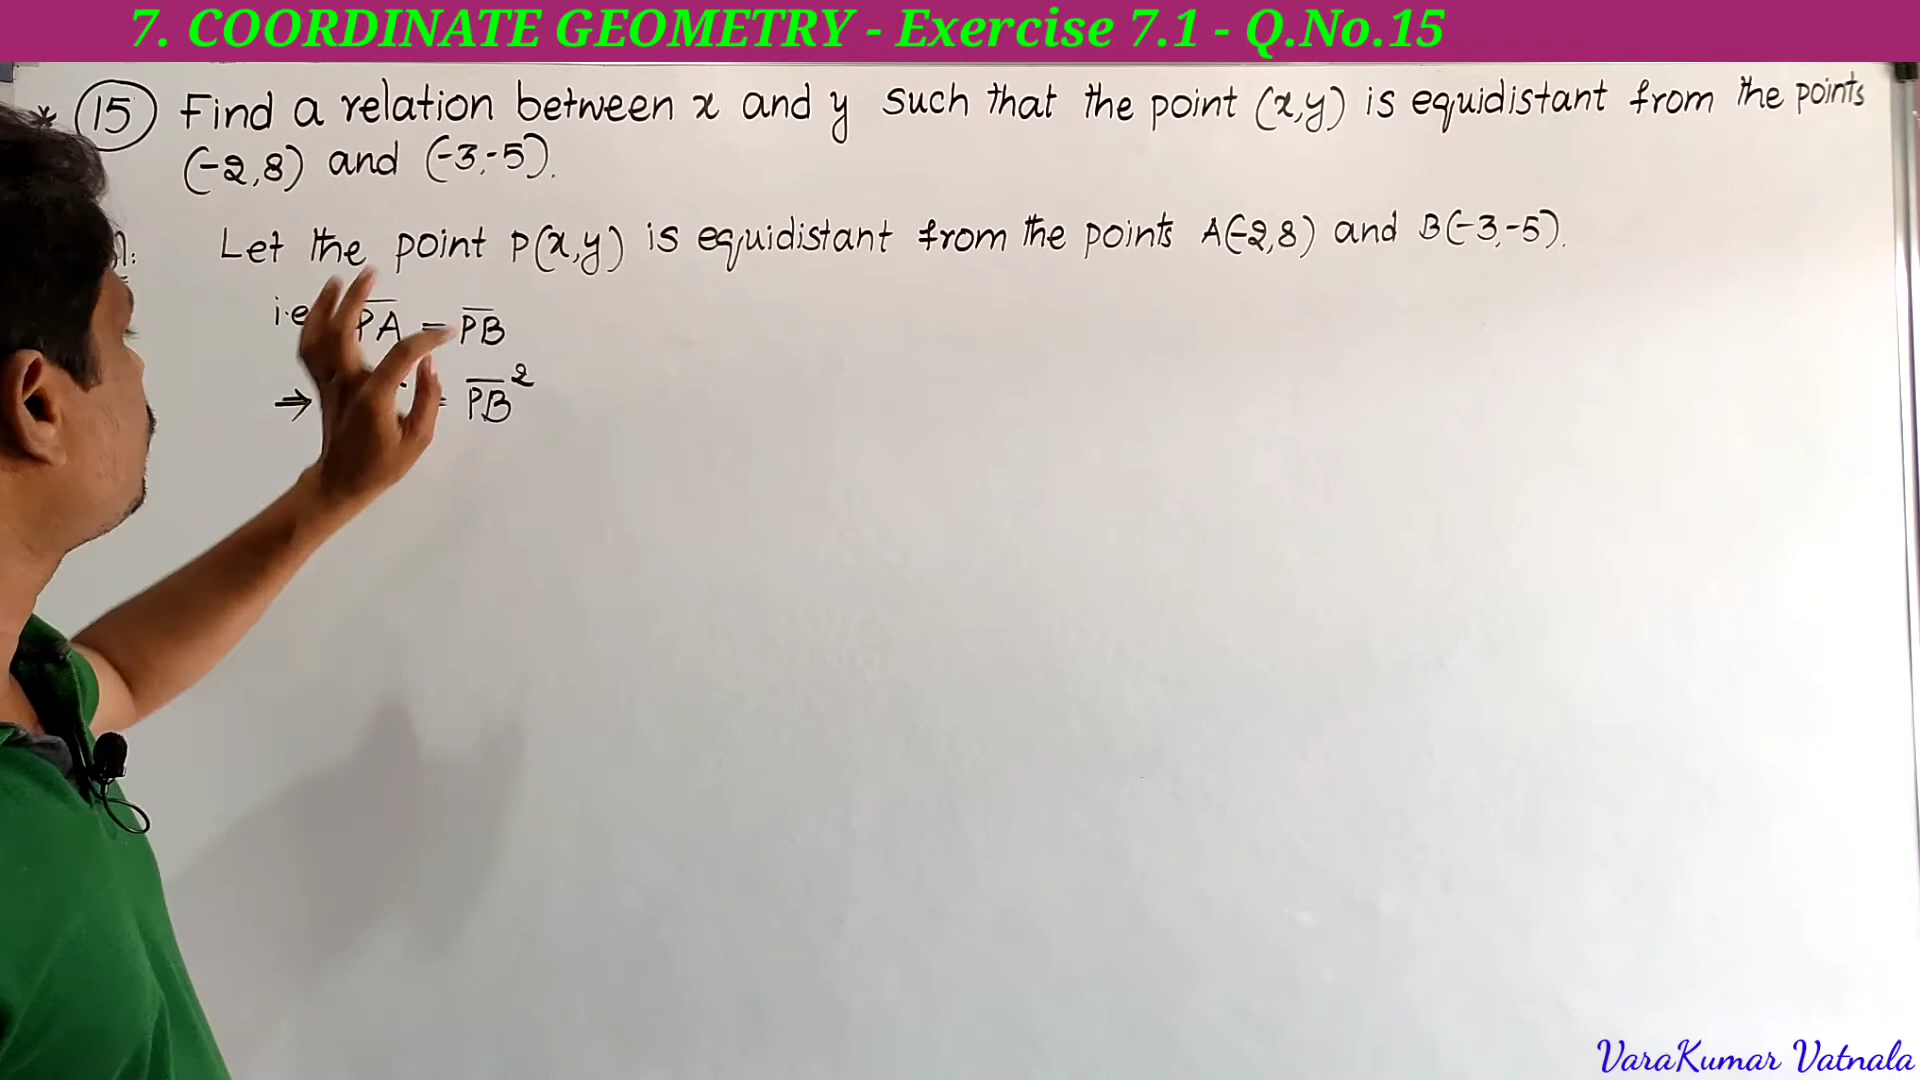 7. COORDINATE GEOMETRY - Exercise 7.1 - Q.No.15
* 15 Find a relation between x and y such that the point (x,y) is equidistant from the points
(-2,8) and (-3,-5).
Let the point P(x,y) is equidistant from the points A(-2,8) and B(-3,-5).
i.e PA = PB
⇒ = PB²
VaraKumar Vatnala